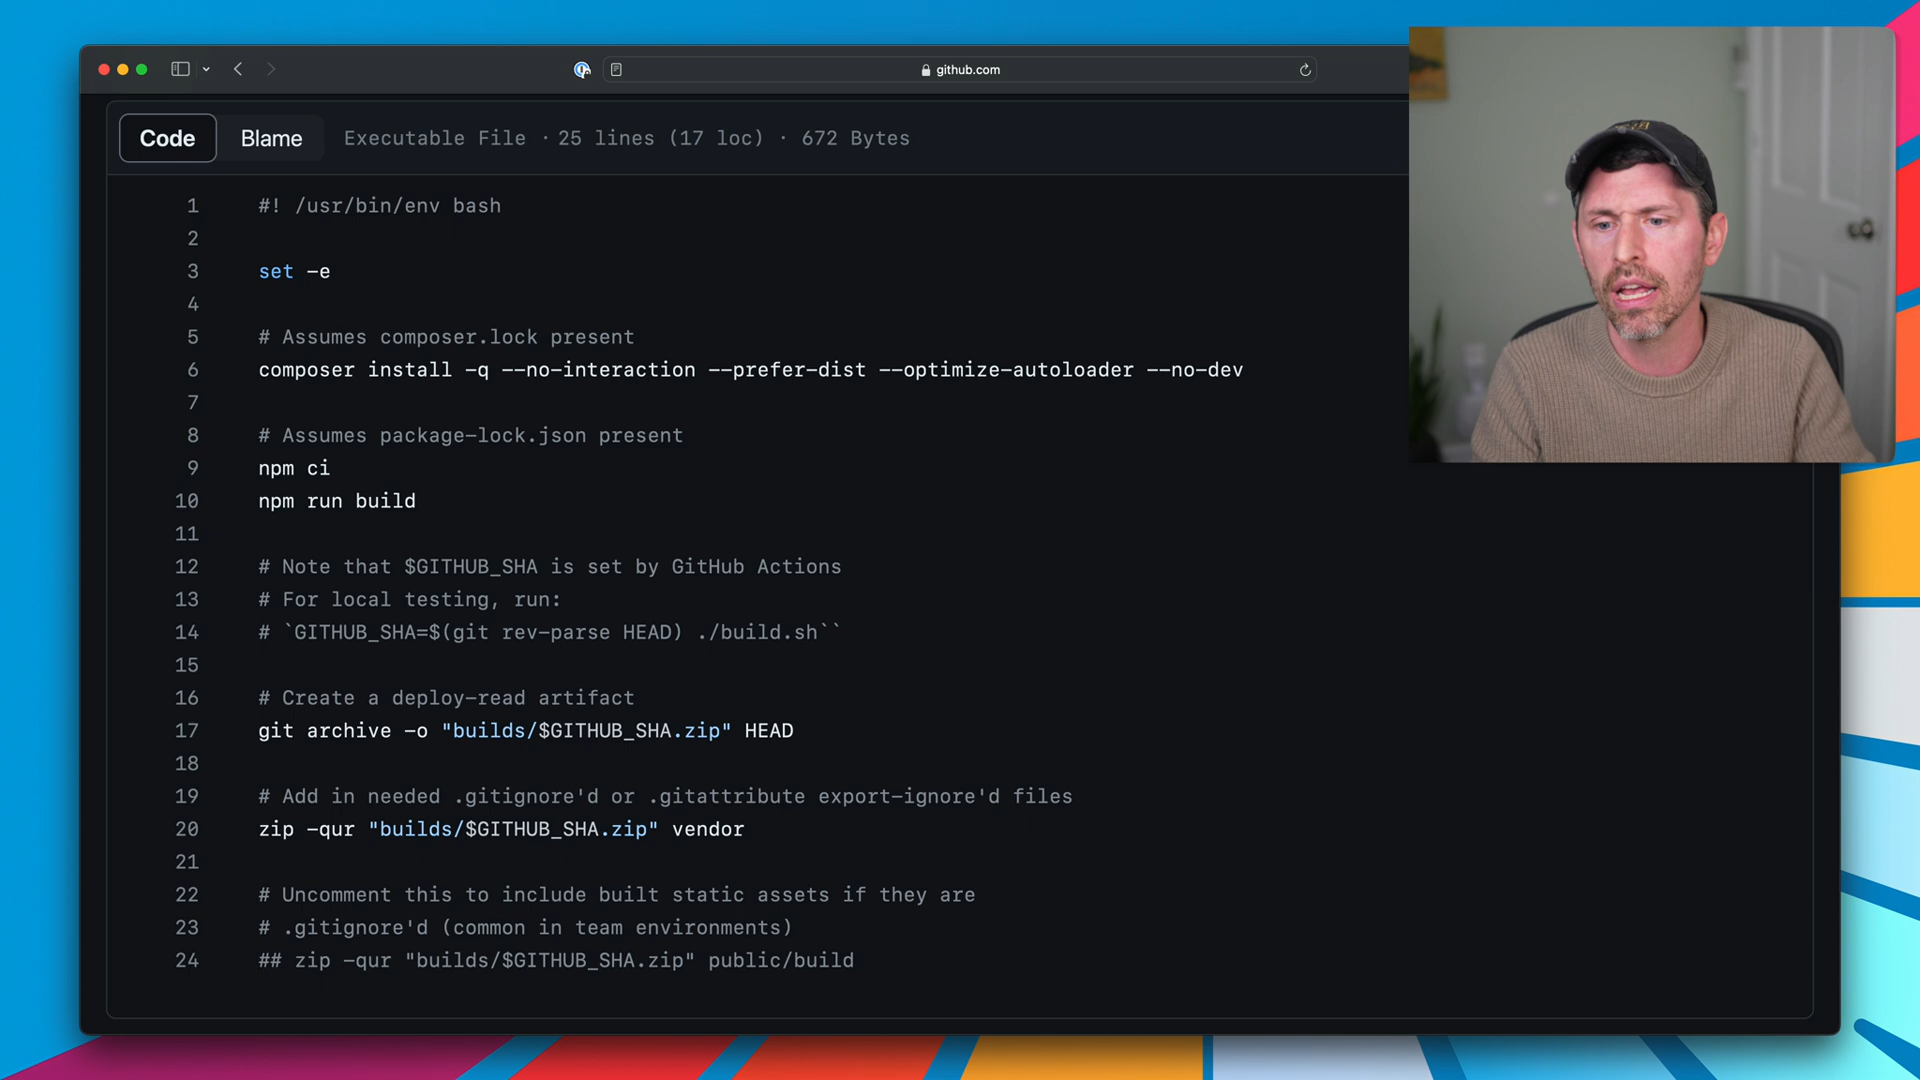 github.com
Code Blame Executable File · 25 lines (17 loc) · 672 Bytes
1 #! /usr/bin/env bash
2
3 set -e
4
5 # Assumes composer.lock present
6 composer install -q --no-interaction --prefer-dist --optimize-autoloader --no-dev
7
8 # Assumes package-lock.json present
9 npm ci
10 npm run build
11
12 # Note that $GITHUB_SHA is set by GitHub Actions
13 # For local testing, run:
14 # `GITHUB_SHA=$(git rev-parse HEAD) ./build.sh``
15
16 # Create a deploy-read artifact
17 git archive -o "builds/$GITHUB_SHA.zip" HEAD
18
19 # Add in needed .gitignore'd or .gitattribute export-ignore'd files
20 zip -qur "builds/$GITHUB_SHA.zip" vendor
21
22 # Uncomment this to include built static assets if they are
23 # .gitignore'd (common in team environments)
24 ## zip -qur "builds/$GITHUB_SHA.zip" public/build